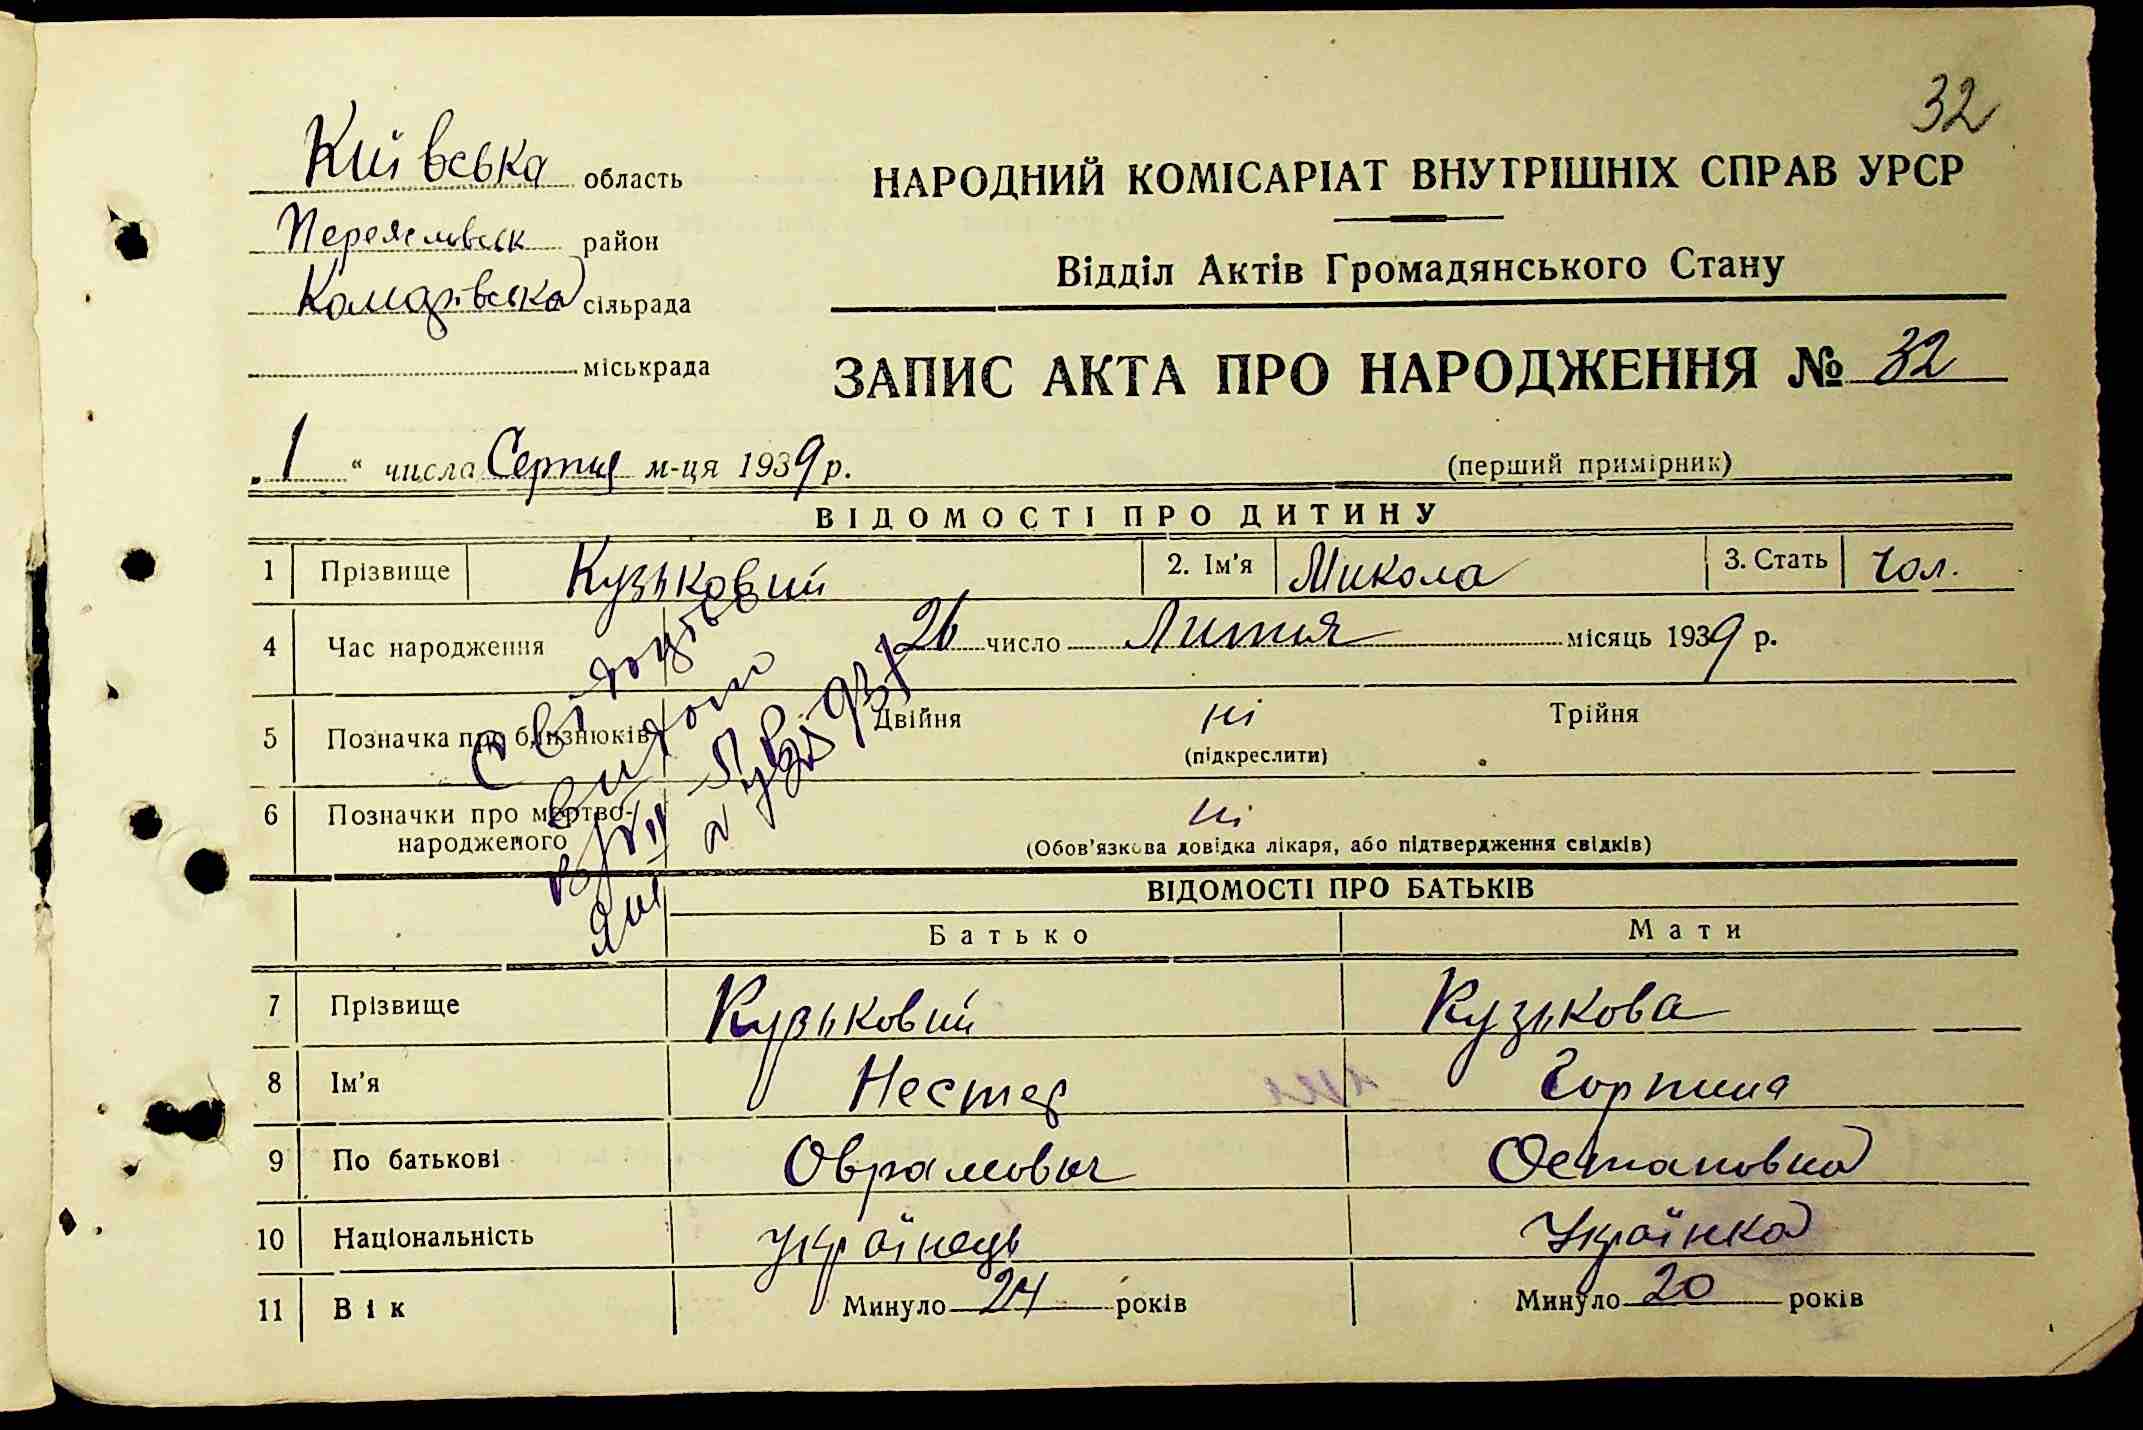 32
Київська область
НАРОДНИЙ КОМІСАРІАТ ВНУТРІШНІХ СПРАВ УРСР
Переяславськ район
Відділ Актів Громадянського Стану
Комарівська сільрада
міськрада
ЗАПИС АКТА ПРО НАРОДЖЕННЯ № 32
„1“ числа Серпня м-ця 1939 р.
(перший примірник)
ВІДОМОСТІ ПРО ДИТИНУ
1 Прізвище Кузьковий 2. Ім'я Микола 3. Стать Чол.
4 Час народження 26 число Липня місяць 1939 р.
5 Позначка про близнюків Двійня ні Трійня
(підкреслити)
6 Позначки про мертво-
народженого ні
(Обов'язкова довідка лікаря, або підтвердження свідків)
ВІДОМОСТІ ПРО БАТЬКІВ
Батько Мати
7 Прізвище Кузьковий Кузькова
8 Ім'я Нестер Горпина
9 По батькові Оврамович Остаповна
10 Національність Українець Українка
11 Вік Минуло 24 років Минуло 20 років